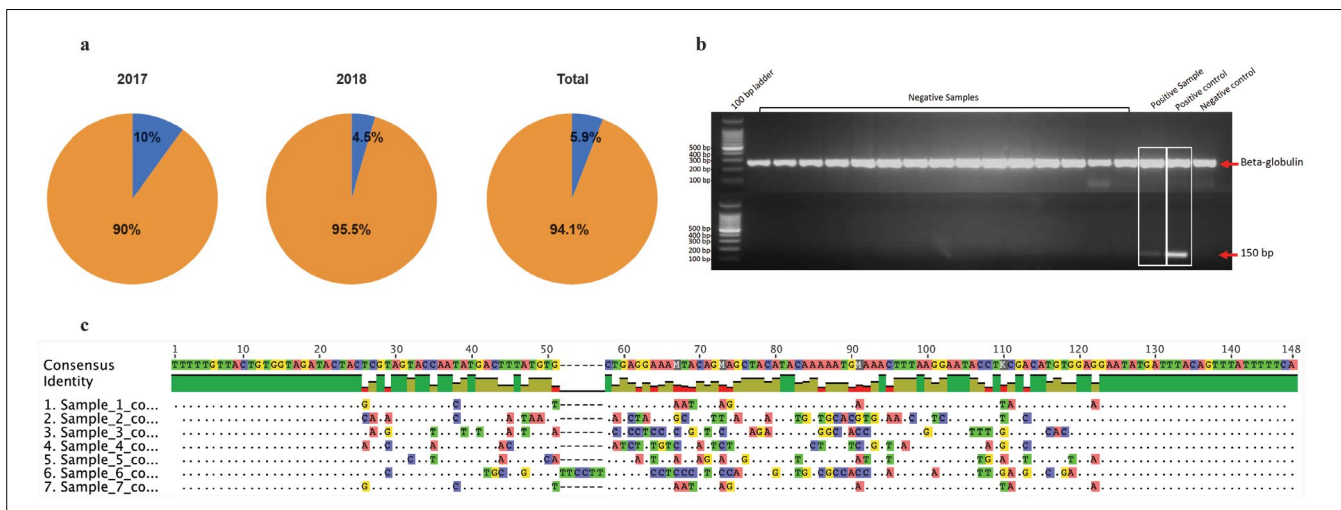 a
2017
2018
Total
10%
4.5%
5.9%
90%
95.5%
94.1%
b
100 bp ladder
Negative Samples
Positive Sample
Positive control
Negative control
500 bp
400 bp
300 bp
200 bp
100 bp
Beta-globulin
500 bp
400 bp
300 bp
200 bp
100 bp
150 bp
c
1 10 20 30 40 50 60 70 80 90 100 110 120 130 140 148
Consensus TTTTTGTTACTGTGGTAGATACTACTCGTAGTACCAATATGACTTTATGTG------CTGAGGAAAMTACAGMAGCTACATACAAAAATGMAAACTTTAAGGAATACCTKCGACATGTGGAGGAATATGATTTACAGTTTATTTTTCA
Identity
1. Sample_1_co...
2. Sample_2_co...
3. Sample_3_co...
4. Sample_4_co...
5. Sample_5_co...
6. Sample_6_co...
7. Sample_7_co...